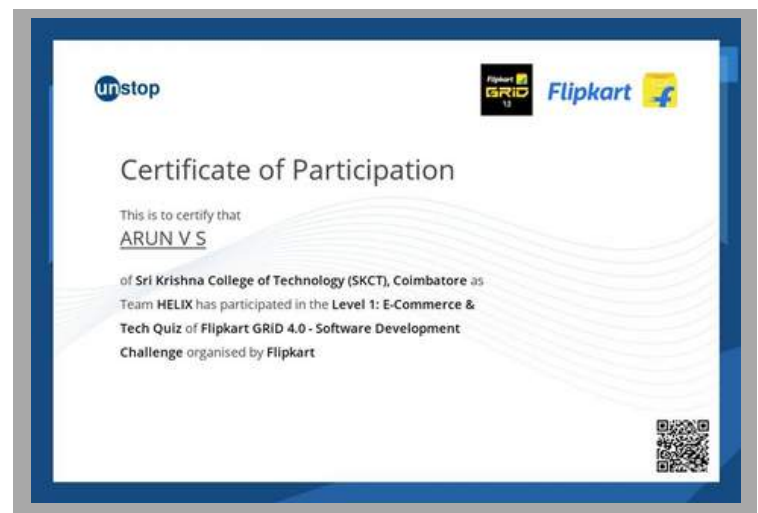 unstop
Flipkart
GRiD
Flipkart
Certificate of Participation
This is to certify that
ARUN V S
of Sri Krishna College of Technology (SKCT), Coimbatore as
Team HELIX has participated in the Level 1: E-Commerce &
Tech Quiz of Flipkart GRiD 4.0 - Software Development
Challenge organised by Flipkart